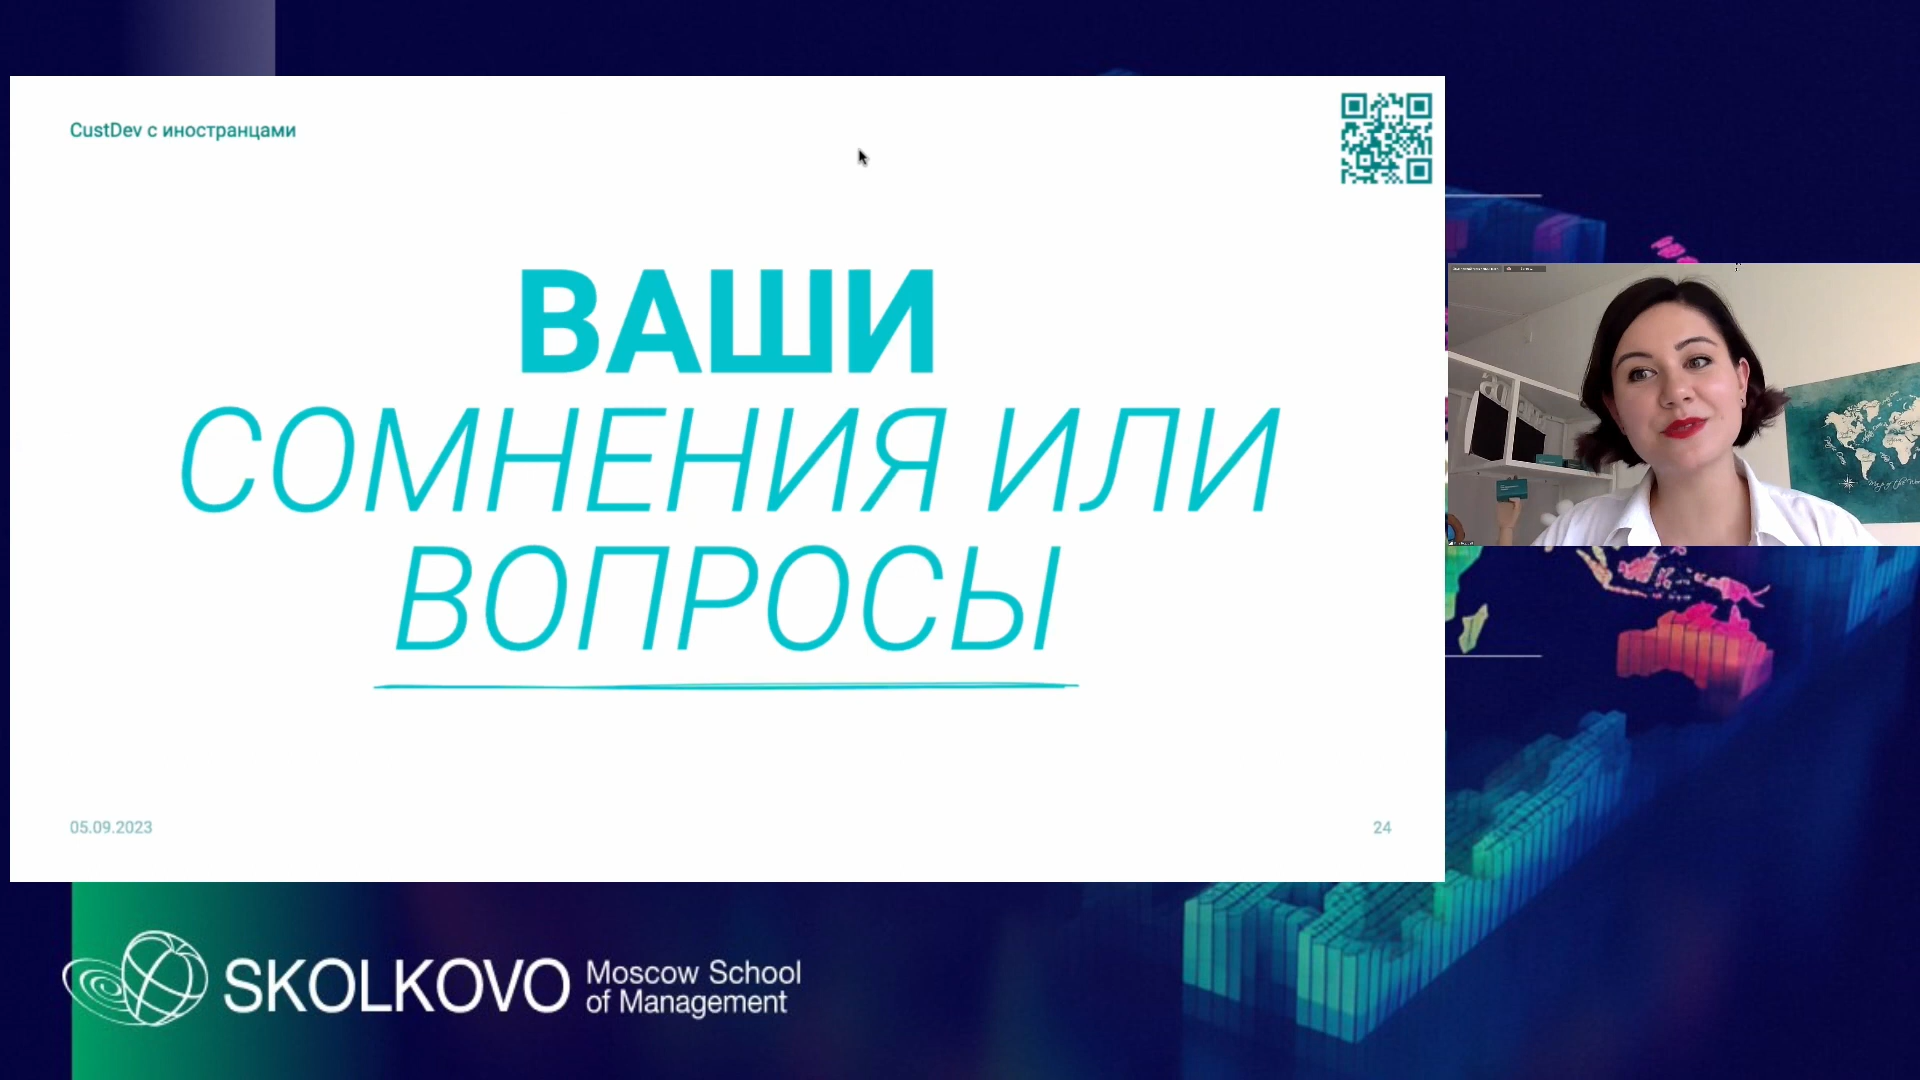 CustDev с иностранцами
ВАШИ
СОМНЕНИЯ ИЛИ
ВОПРОСЫ
05.09.2023
24
SKOLKOVO
Moscow School
of Management